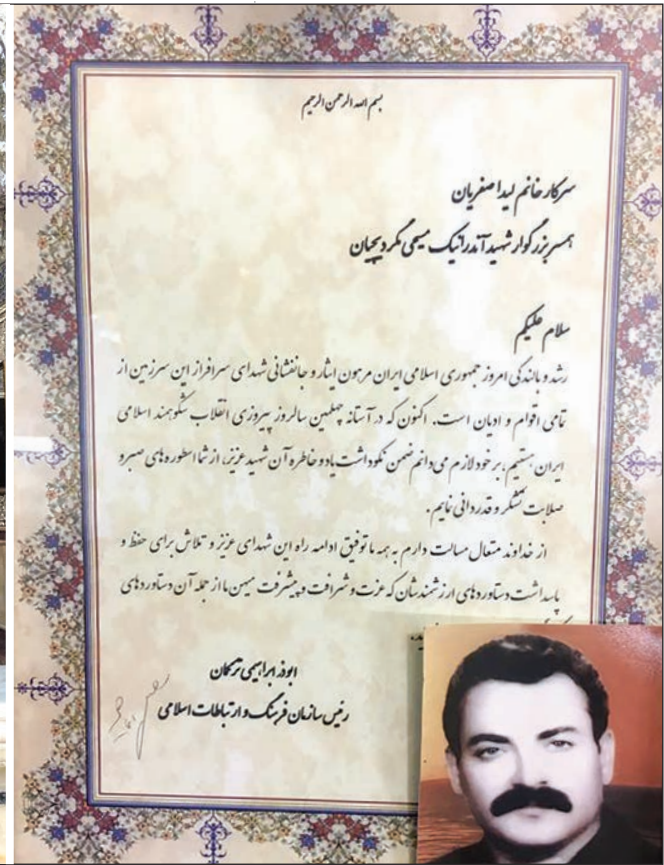 بسم الله الرحمن الرحیم
سرکار خانم لیدا صفریان
همسر بزرگوار شهید آندرانیک مسیحی مگردیچیان
سلام علیکم
رشد و بالندگی امروز جمهوری اسلامی ایران مرهون ایثار و جانفشانی شهدای سرافراز این سرزمین از
تمامی اقوام و ادیان است. اکنون که در آستانه چهلمین سالروز پیروزی انقلاب شکوهمند اسلامی
ایران هستیم، بر خود لازم می‌دانم ضمن نکوداشت یاد و خاطره آن شهید عزیز، از شما اسطوره‌های صبر و
صلابت تشکر و قدردانی نمایم.
از خداوند متعال مسالت دارم به همه ما توفیق ادامه راه این شهدای عزیز و تلاش برای حفظ و
پاسداشت دستاوردهای ارزشمندشان که عزت و شرافت و پیشرفت میهن ما از جمله آن دستاوردهای
ابوذر ابراهیمی ترکمان
رئیس سازمان فرهنگ و ارتباطات اسلامی